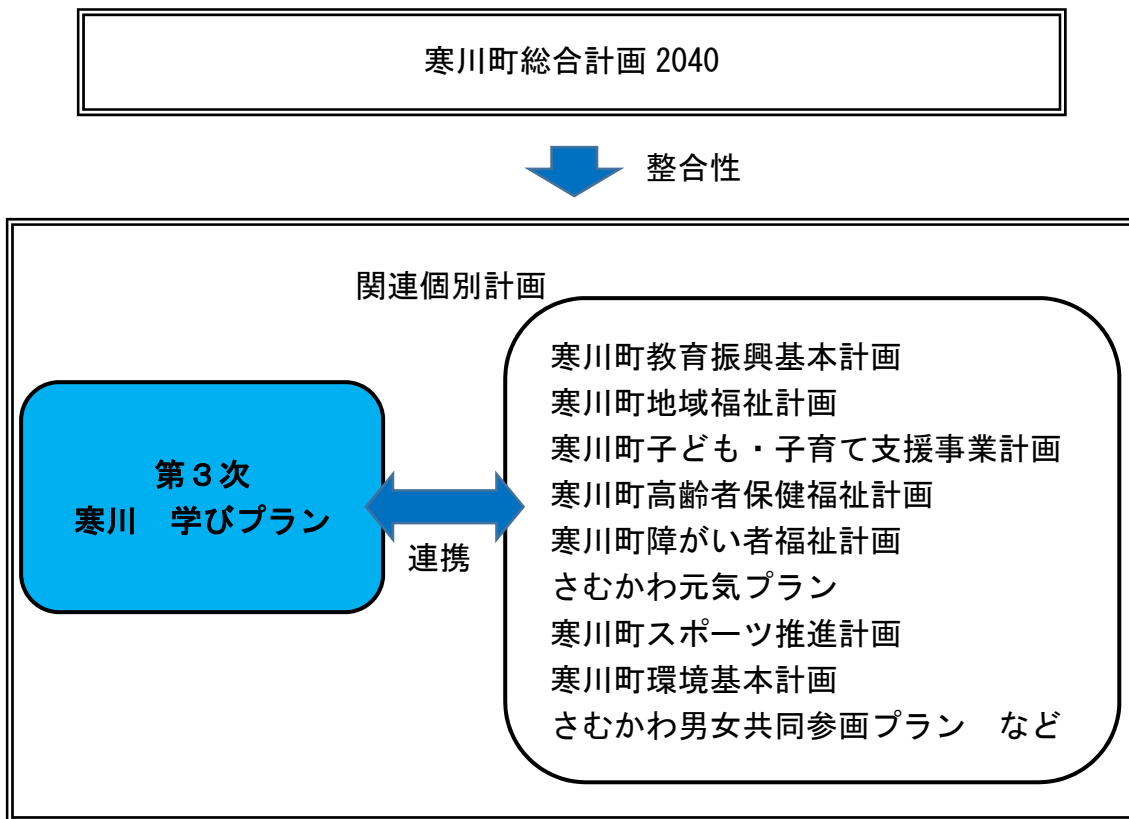 寒川町総合計画 2040
整合性
関連個別計画
第３次
寒川　学びプラン
連携
寒川町教育振興基本計画
寒川町地域福祉計画
寒川町子ども・子育て支援事業計画
寒川町高齢者保健福祉計画
寒川町障がい者福祉計画
さむかわ元気プラン
寒川町スポーツ推進計画
寒川町環境基本計画
さむかわ男女共同参画プラン　など